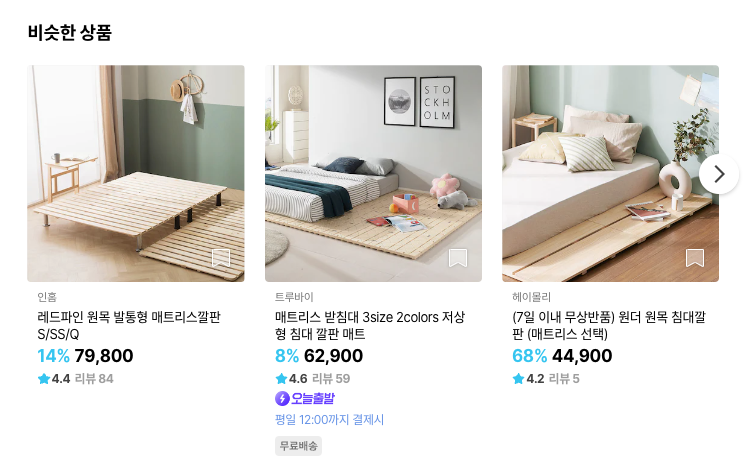 비슷한 상품
STO
CKH
OLM
인홈
레드파인 원목 발통형 매트리스깔판
S/SS/Q
14% 79,800
4.4 리뷰 84
트루바이
매트리스 받침대 3size 2colors 저상
형 침대 깔판 매트
8% 62,900
4.6 리뷰 59
오늘출발
평일 12:00까지 결제시
무료배송
헤이몰리
(7일 이내 무상반품) 원더 원목 침대깔
판 (매트리스 선택)
68% 44,900
4.2 리뷰 5